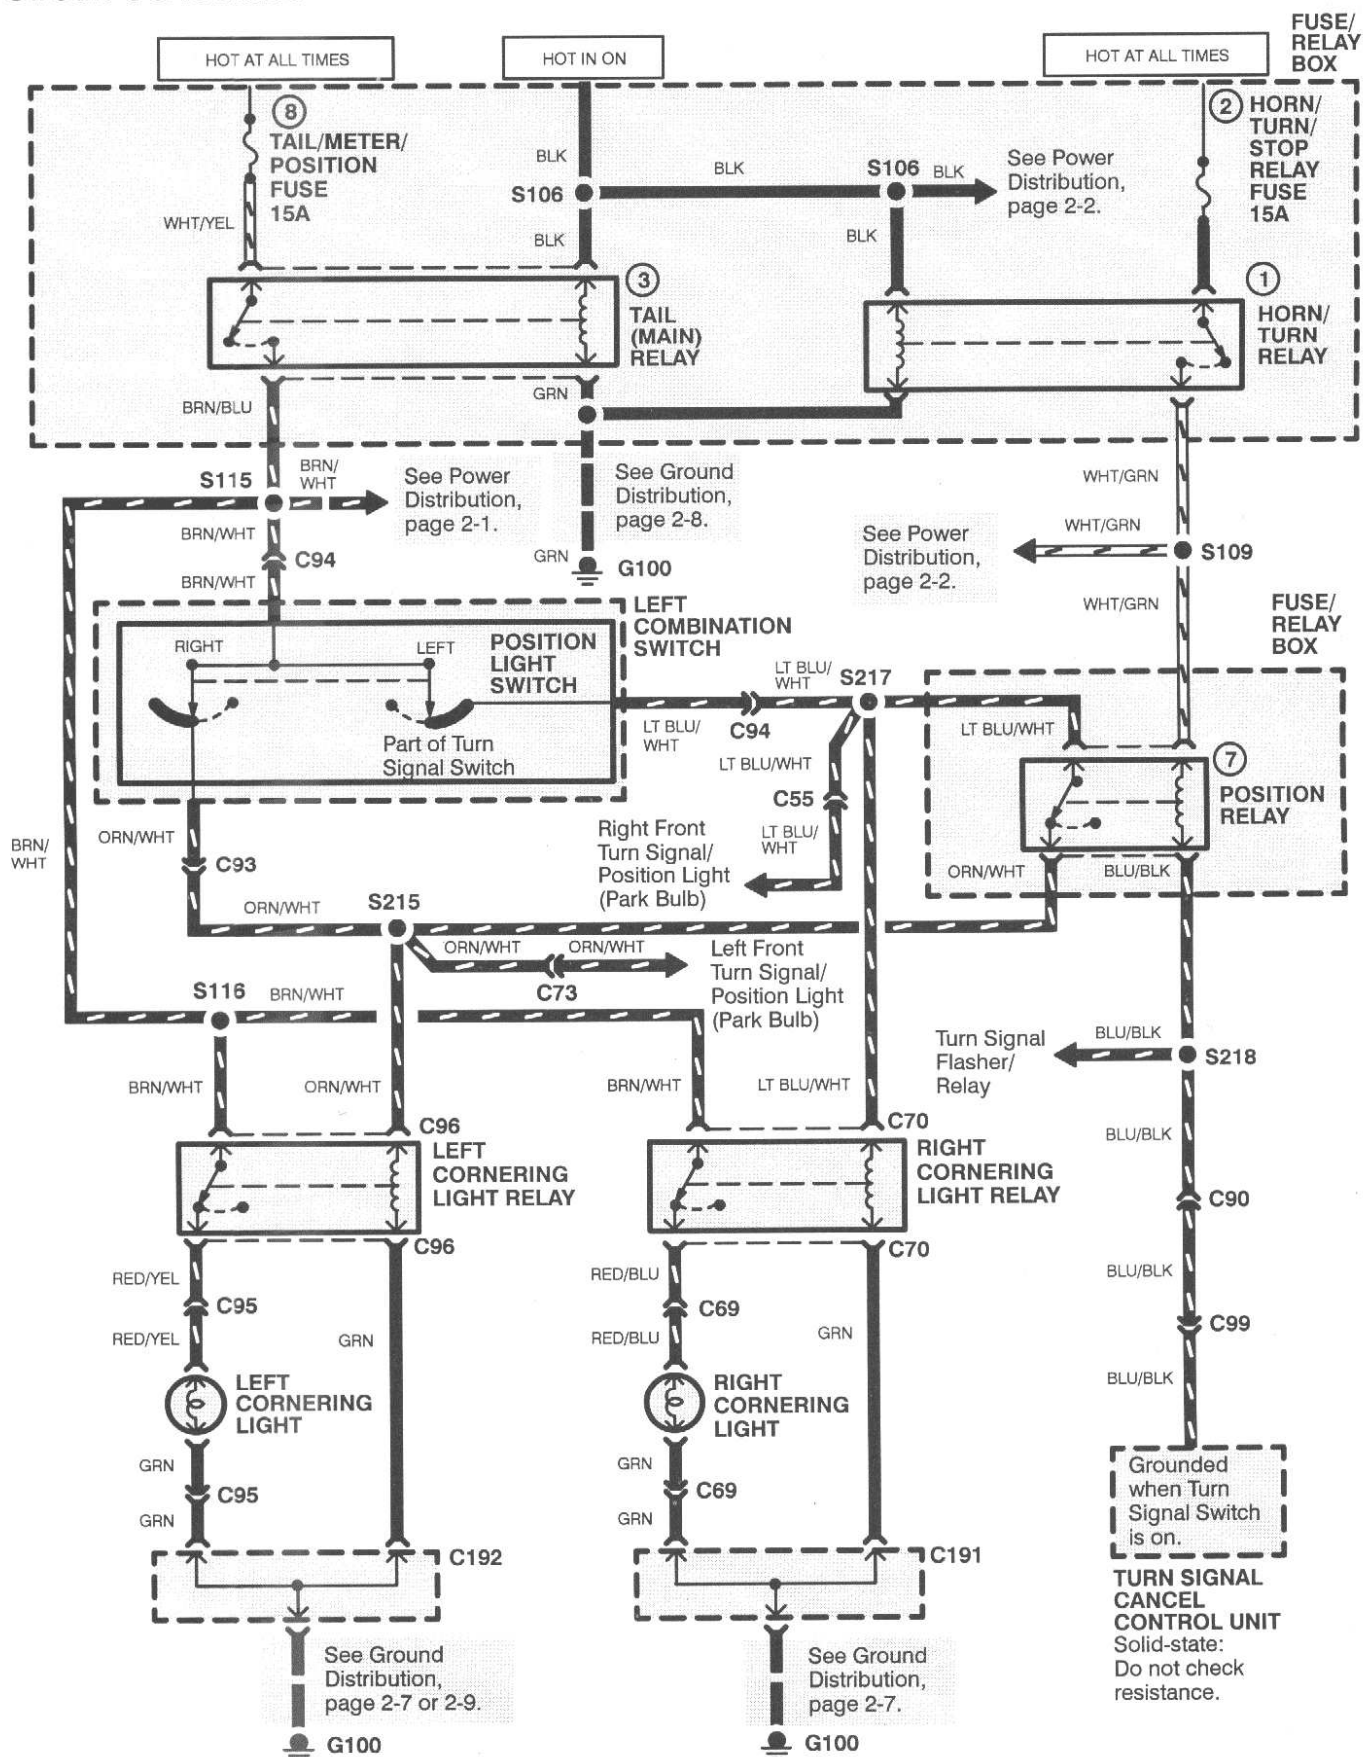 HOT AT ALL TIMES
HOT IN ON
HOT AT ALL TIMES
FUSE/
RELAY
BOX
8
TAIL/METER/
POSITION
FUSE
15A
WHT/YEL
BLK
S106
BLK
BLK
S106
BLK
BLK
See Power
Distribution,
page 2-2.
2
HORN/
TURN/
STOP
RELAY
FUSE
15A
3
TAIL
(MAIN)
RELAY
1
HORN/
TURN
RELAY
BRN/BLU
GRN
S115
BRN/
WHT
See Power
Distribution,
page 2-1.
See Ground
Distribution,
page 2-8.
BRN/WHT
C94
BRN/WHT
GRN
G100
WHT/GRN
WHT/GRN
S109
See Power
Distribution,
page 2-2.
WHT/GRN
FUSE/
RELAY
BOX
LEFT
COMBINATION
SWITCH
RIGHT
LEFT
POSITION
LIGHT
SWITCH
Part of Turn
Signal Switch
LT BLU/
WHT
C94
LT BLU/
WHT
S217
LT BLU/WHT
LT BLU/WHT
C55
LT BLU/
WHT
7
POSITION
RELAY
Right Front
Turn Signal/
Position Light
(Park Bulb)
ORN/WHT
BLU/BLK
BRN/
WHT
ORN/WHT
C93
ORN/WHT
S215
ORN/WHT
ORN/WHT
C73
Left Front
Turn Signal/
Position Light
(Park Bulb)
S116
BRN/WHT
Turn Signal
Flasher/
Relay
BLU/BLK
S218
BRN/WHT
ORN/WHT
BRN/WHT
LT BLU/WHT
C96
LEFT
CORNERING
LIGHT RELAY
C96
C70
RIGHT
CORNERING
LIGHT RELAY
C70
BLU/BLK
C90
BLU/BLK
C99
BLU/BLK
RED/YEL
C95
RED/YEL
GRN
LEFT
CORNERING
LIGHT
GRN
C95
GRN
RED/BLU
C69
RED/BLU
GRN
RIGHT
CORNERING
LIGHT
GRN
C69
GRN
Grounded
when Turn
Signal Switch
is on.
TURN SIGNAL
CANCEL
CONTROL UNIT
Solid-state:
Do not check
resistance.
C192
See Ground
Distribution,
page 2-7 or 2-9.
G100
C191
See Ground
Distribution,
page 2-7.
G100